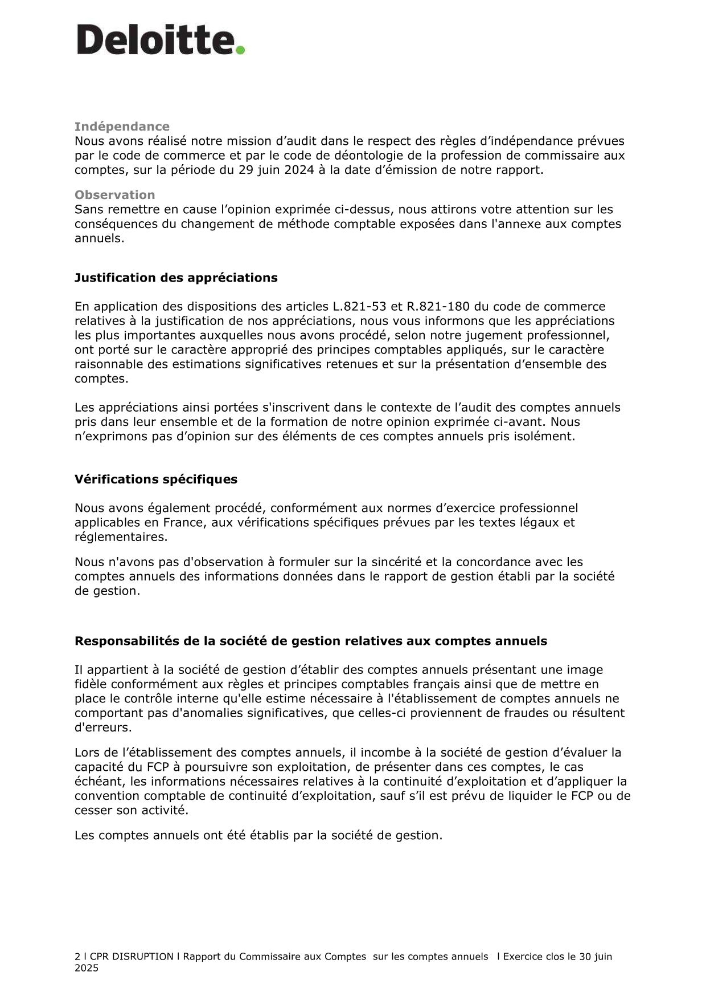 Deloitte.
Indépendance
Nous avons réalisé notre mission d’audit dans le respect des règles d’indépendance prévues
par le code de commerce et par le code de déontologie de la profession de commissaire aux
comptes, sur la période du 29 juin 2024 à la date d’émission de notre rapport.
Observation
Sans remettre en cause l’opinion exprimée ci-dessus, nous attirons votre attention sur les
conséquences du changement de méthode comptable exposées dans l'annexe aux comptes
annuels.
Justification des appréciations
En application des dispositions des articles L.821-53 et R.821-180 du code de commerce
relatives à la justification de nos appréciations, nous vous informons que les appréciations
les plus importantes auxquelles nous avons procédé, selon notre jugement professionnel,
ont porté sur le caractère approprié des principes comptables appliqués, sur le caractère
raisonnable des estimations significatives retenues et sur la présentation d’ensemble des
comptes.
Les appréciations ainsi portées s'inscrivent dans le contexte de l’audit des comptes annuels
pris dans leur ensemble et de la formation de notre opinion exprimée ci-avant. Nous
n’exprimons pas d’opinion sur des éléments de ces comptes annuels pris isolément.
Vérifications spécifiques
Nous avons également procédé, conformément aux normes d’exercice professionnel
applicables en France, aux vérifications spécifiques prévues par les textes légaux et
réglementaires.
Nous n'avons pas d'observation à formuler sur la sincérité et la concordance avec les
comptes annuels des informations données dans le rapport de gestion établi par la société
de gestion.
Responsabilités de la société de gestion relatives aux comptes annuels
Il appartient à la société de gestion d’établir des comptes annuels présentant une image
fidèle conformément aux règles et principes comptables français ainsi que de mettre en
place le contrôle interne qu'elle estime nécessaire à l'établissement de comptes annuels ne
comportant pas d'anomalies significatives, que celles-ci proviennent de fraudes ou résultent
d'erreurs.
Lors de l’établissement des comptes annuels, il incombe à la société de gestion d’évaluer la
capacité du FCP à poursuivre son exploitation, de présenter dans ces comptes, le cas
échéant, les informations nécessaires relatives à la continuité d’exploitation et d’appliquer la
convention comptable de continuité d’exploitation, sauf s’il est prévu de liquider le FCP ou de
cesser son activité.
Les comptes annuels ont été établis par la société de gestion.
2 l CPR DISRUPTION l Rapport du Commissaire aux Comptes sur les comptes annuels l Exercice clos le 30 juin
2025